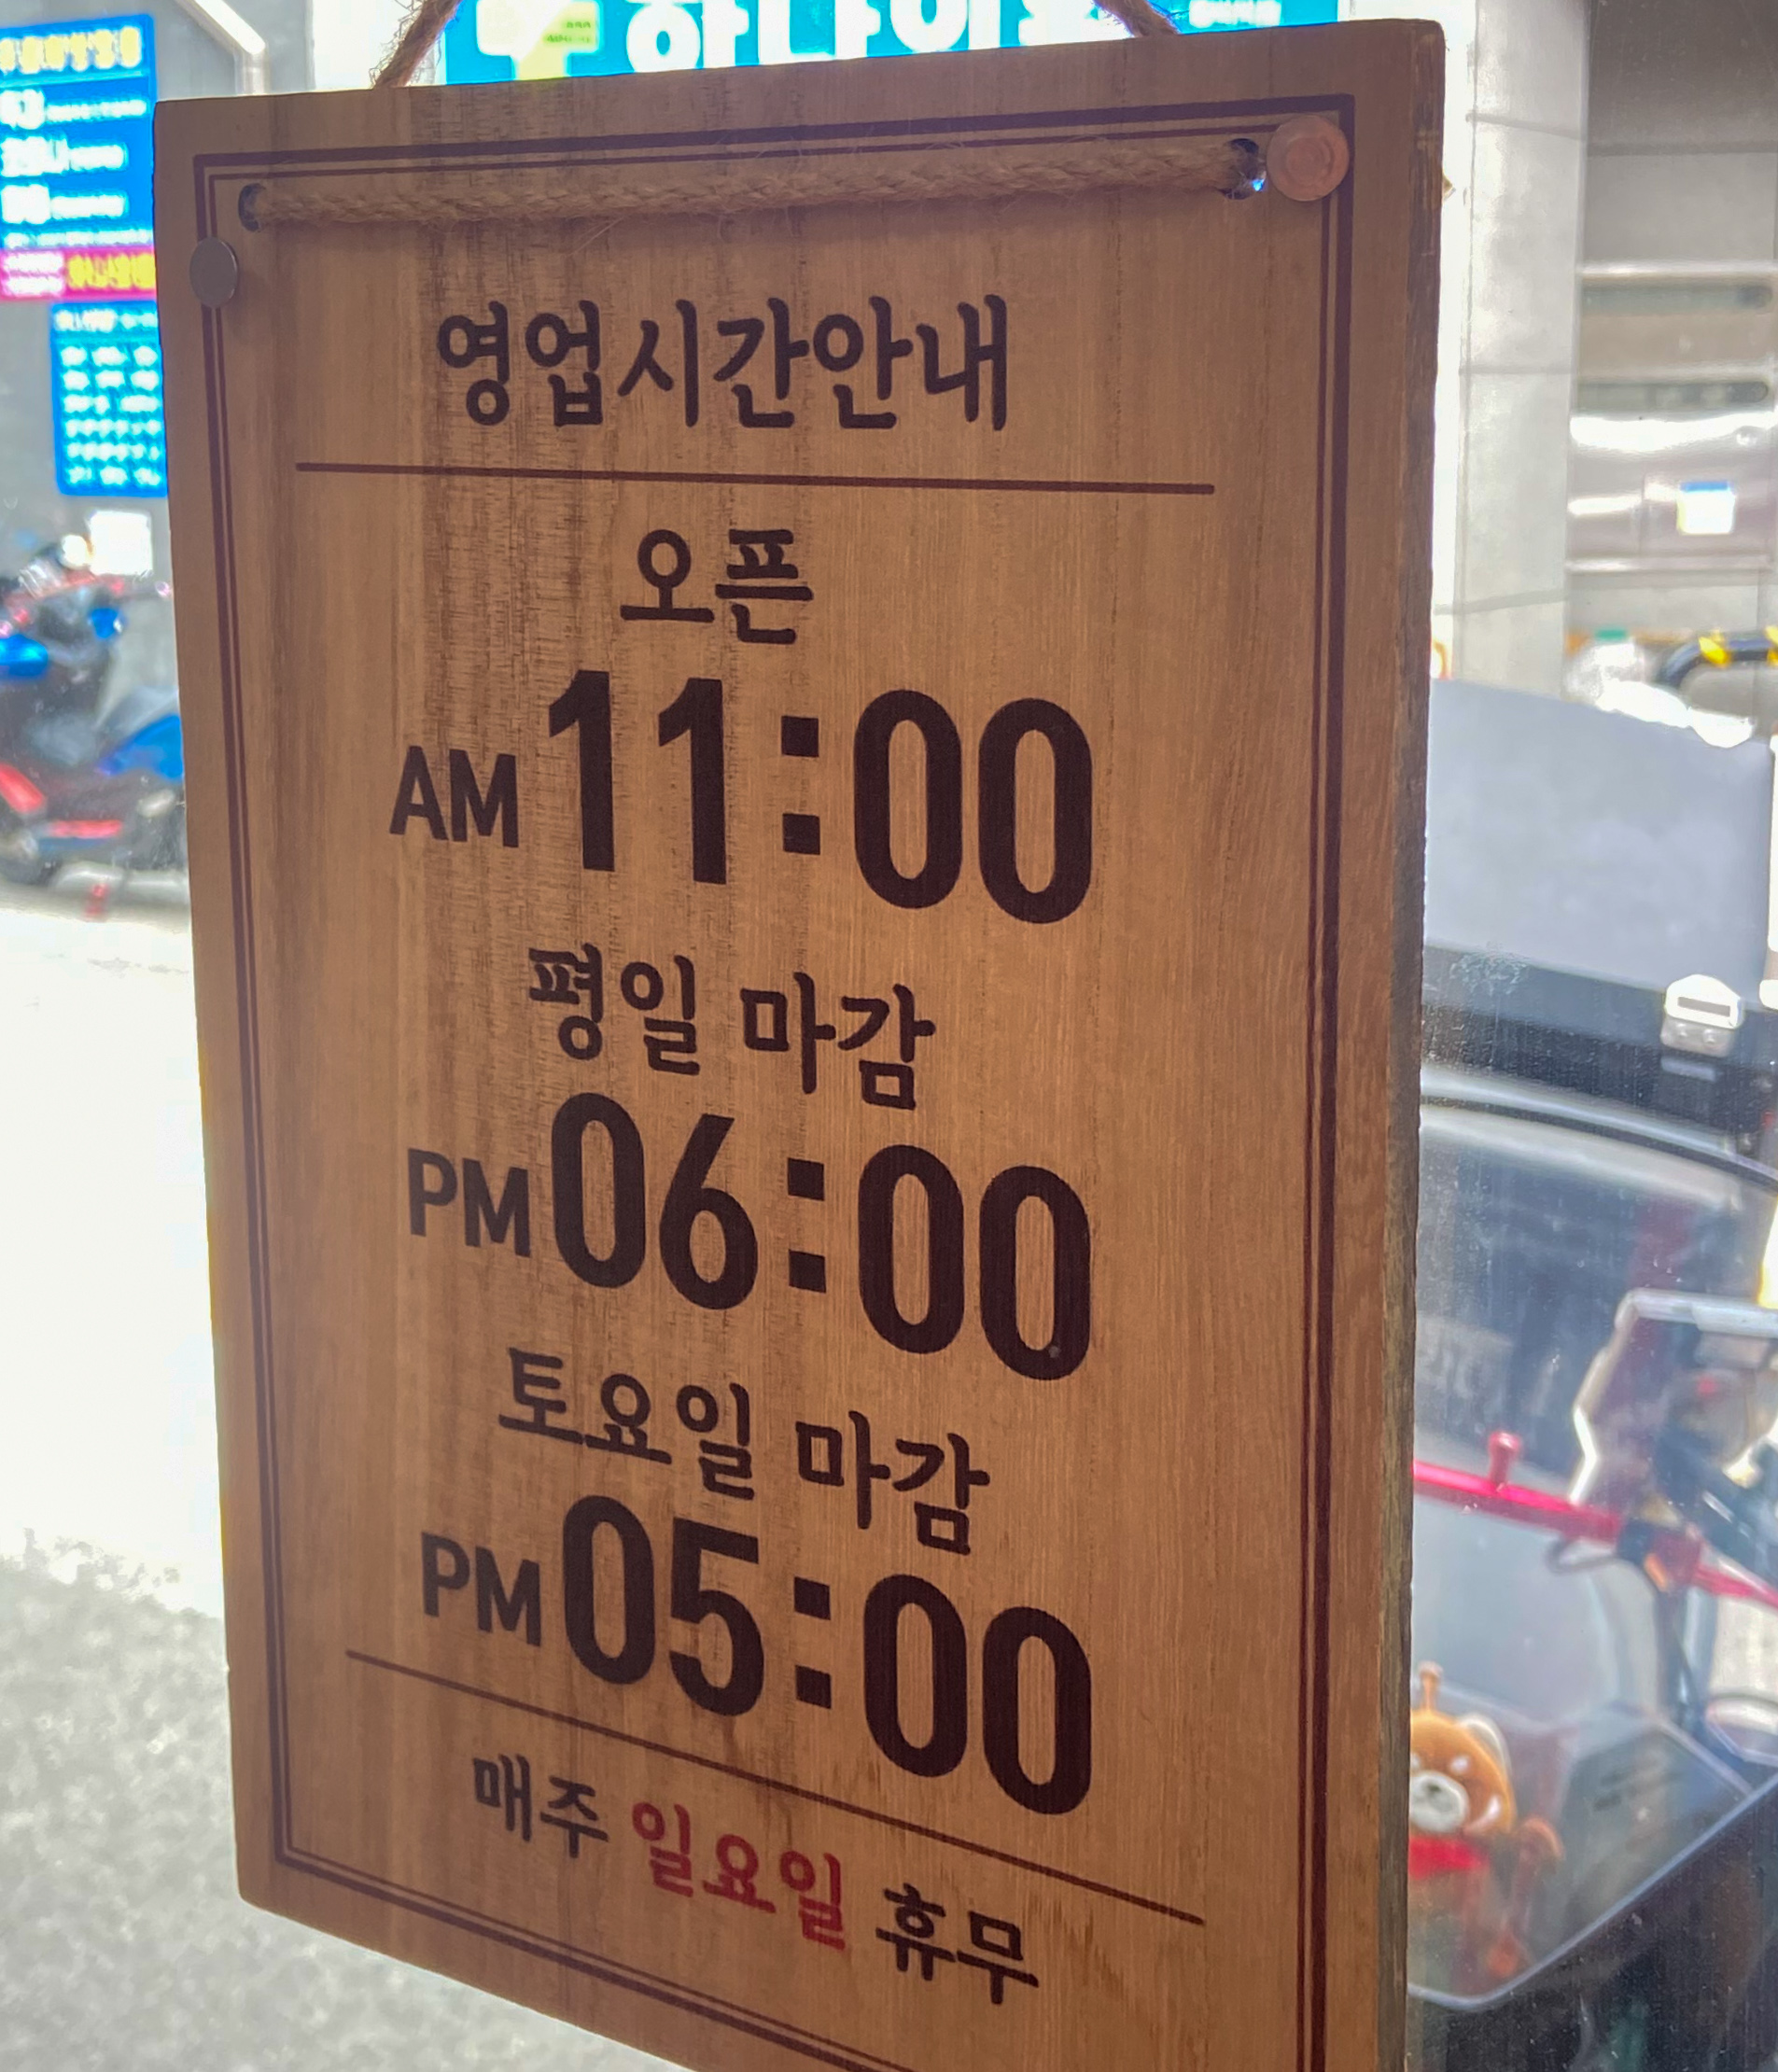 영업시간안내
오픈
AM 11:00
평일 마감
PM 06:00
토요일 마감
PM 05:00
매주 일요일 휴무